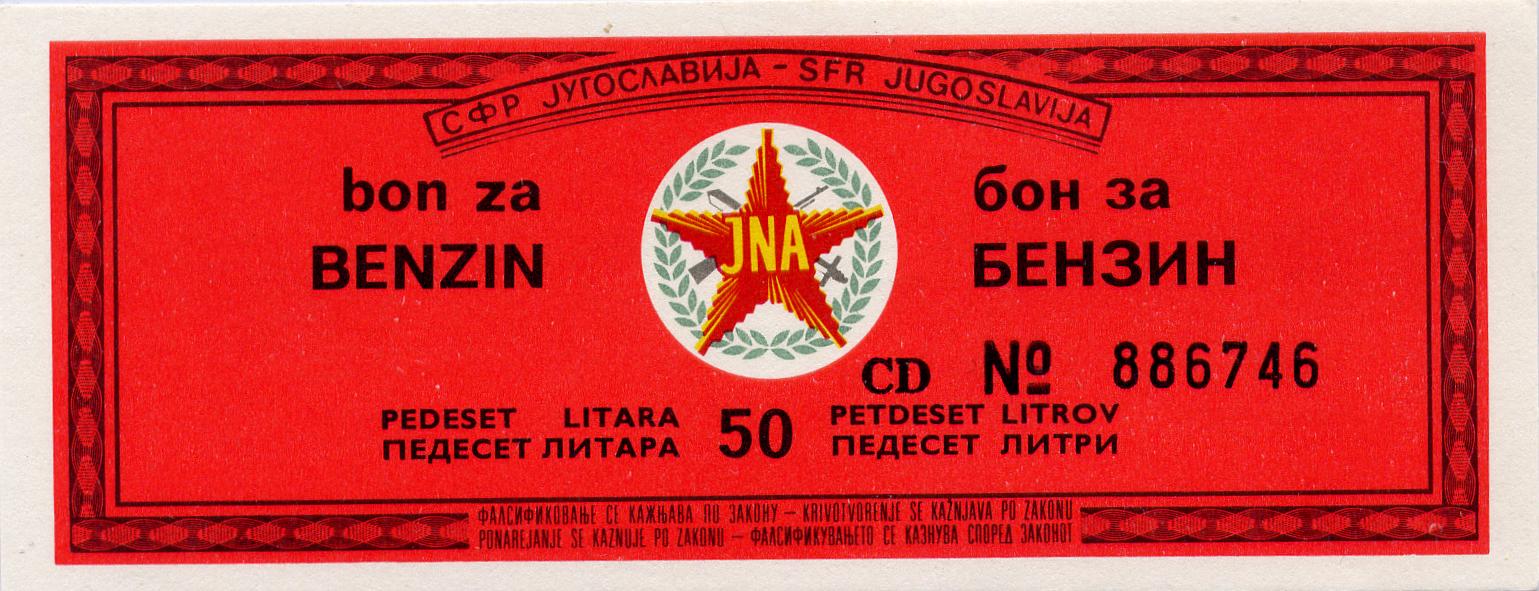 СФР ЈУГОСЛАВИЈА - SFR JUGOSLAVIJA
bon za
BENZIN
JNA
бон за
БЕНЗИН
CD № 886746
PEDESET LITARA
ПЕДЕСЕТ ЛИТАРА
50
PETDESET LITROV
ПЕДЕСЕТ ЛИТРИ
ФАЛСИФИКОВАЊЕ СЕ КАЖЊАВА ПО ЗАКОНУ – KRIVOTVORENJE SE KAŽNJAVA PO ZAKONU
PONAREJANJE SE KAZNUJE PO ZAKONU – ФАЛСИФИКУВАЊЕТО СЕ КАЗНУВА СПОРЕД ЗАКОНОТ